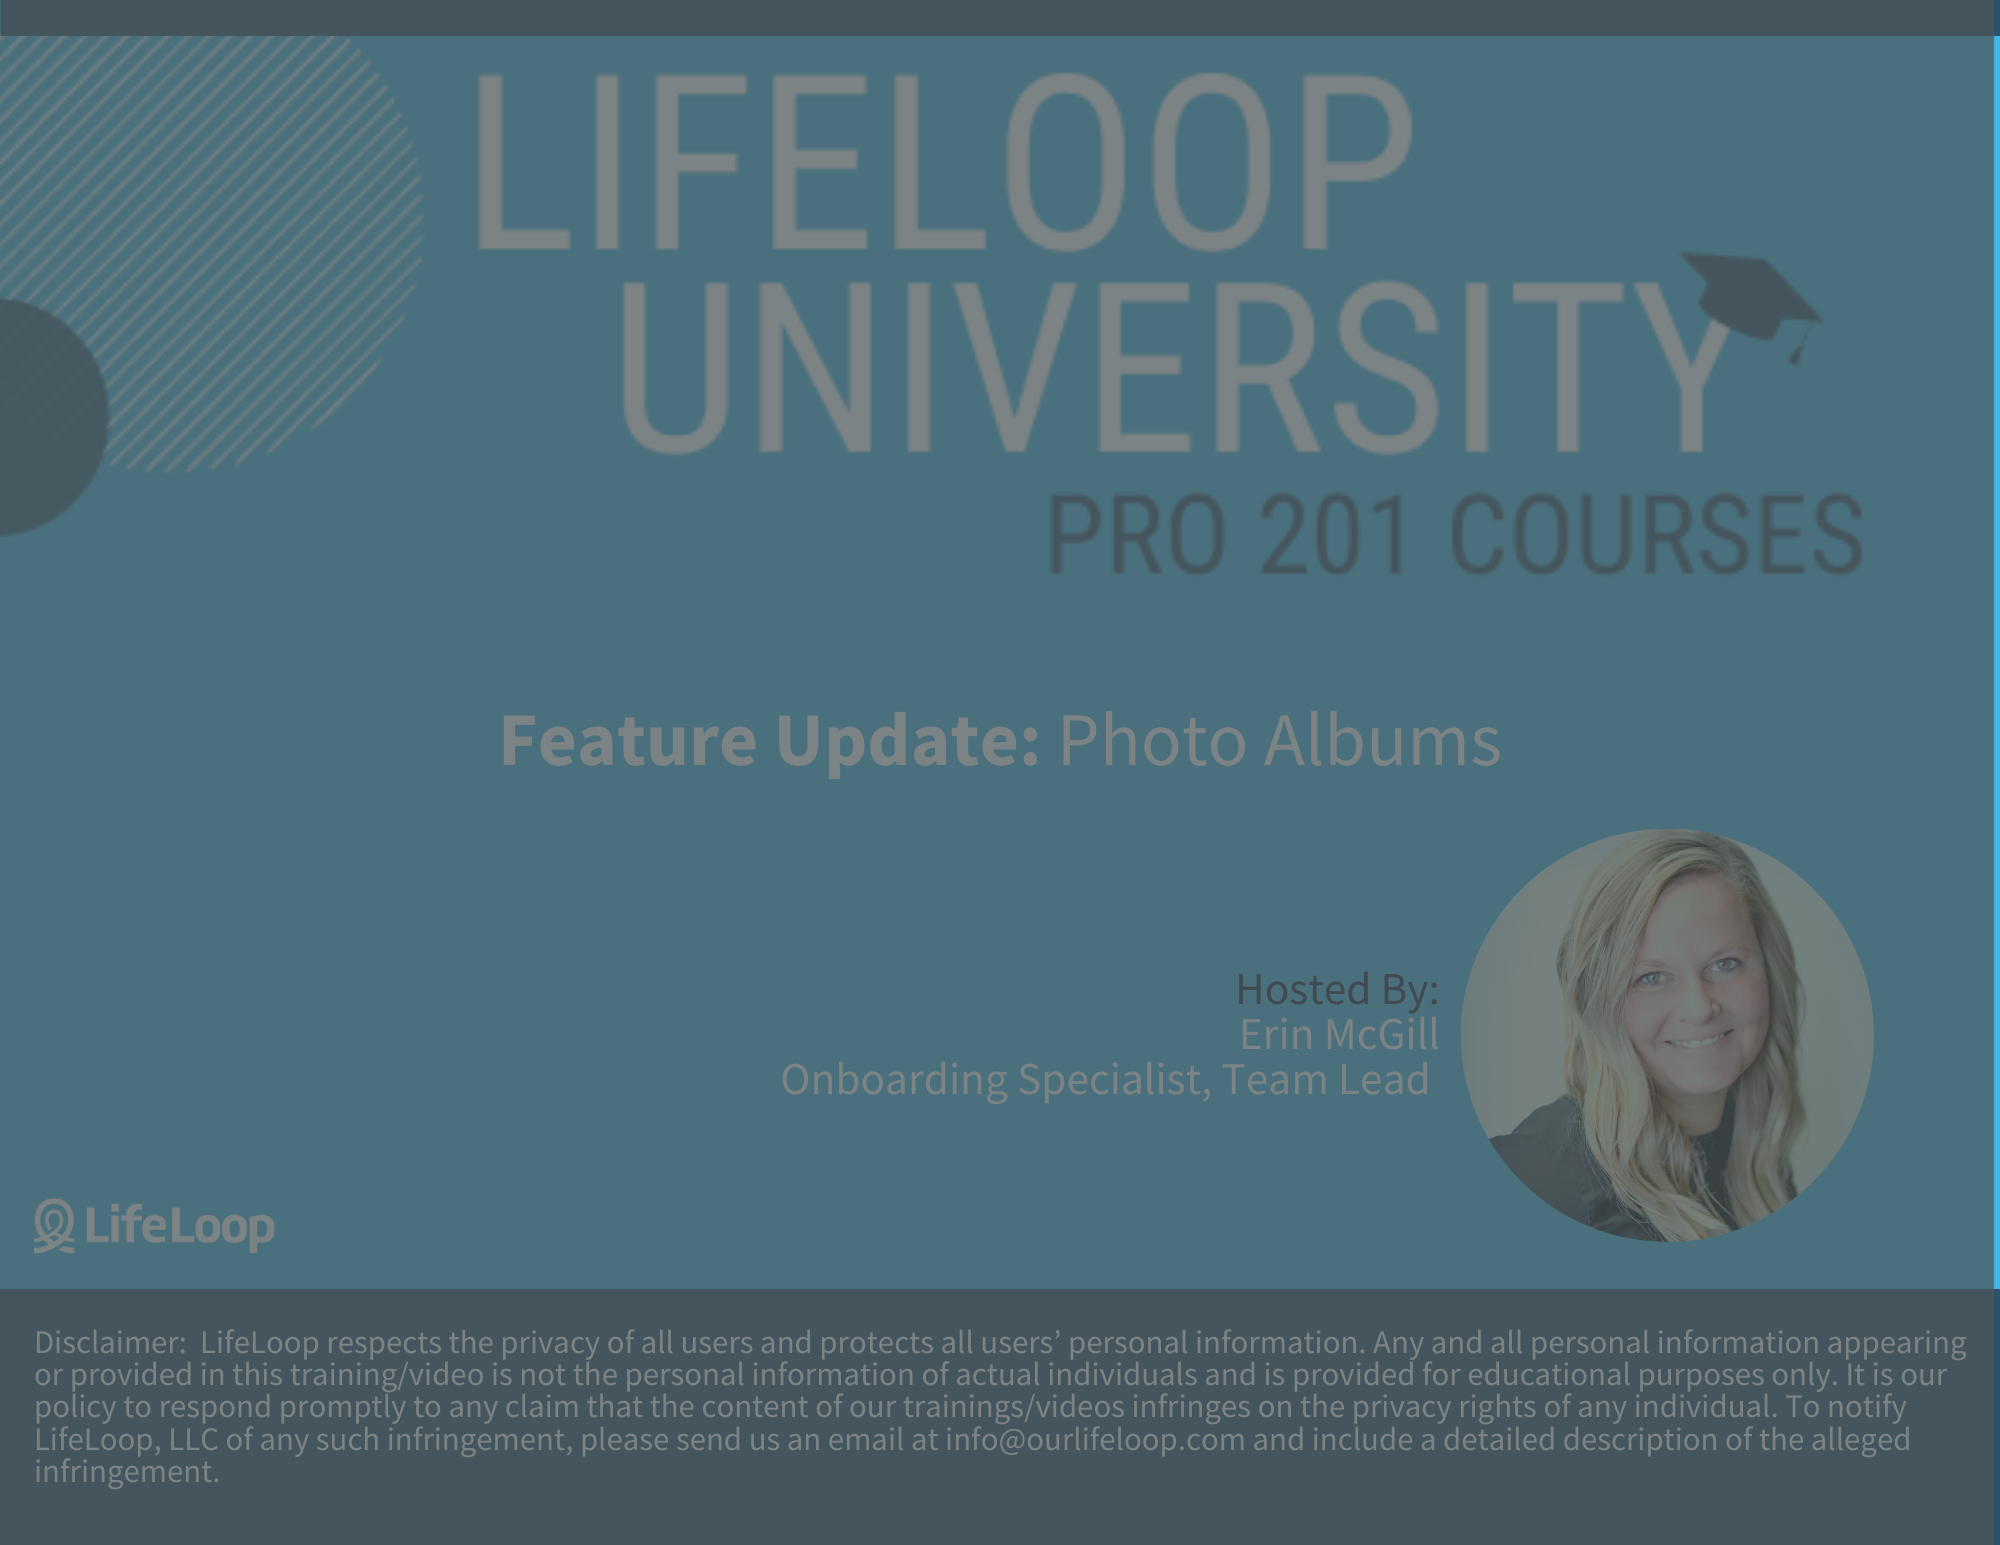 LIFELOOP
UNIVERSITY
PRO 201 COURSES
Feature Update: Photo Albums
Hosted By:
Erin McGill
Onboarding Specialist, Team Lead
LifeLoop
Disclaimer:  LifeLoop respects the privacy of all users and protects all users’ personal information. Any and all personal information appearing
or provided in this training/video is not the personal information of actual individuals and is provided for educational purposes only. It is our
policy to respond promptly to any claim that the content of our trainings/videos infringes on the privacy rights of any individual. To notify
LifeLoop, LLC of any such infringement, please send us an email at info@ourlifeloop.com and include a detailed description of the alleged
infringement.